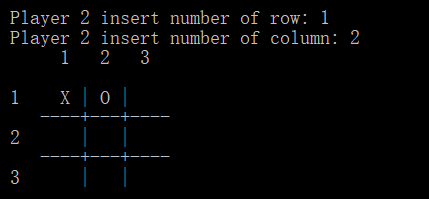 Player 2 insert number of row: 1
Player 2 insert number of column: 2
1 2 3
1 X | O |
----+---+----
2 | |
----+---+----
3 | |